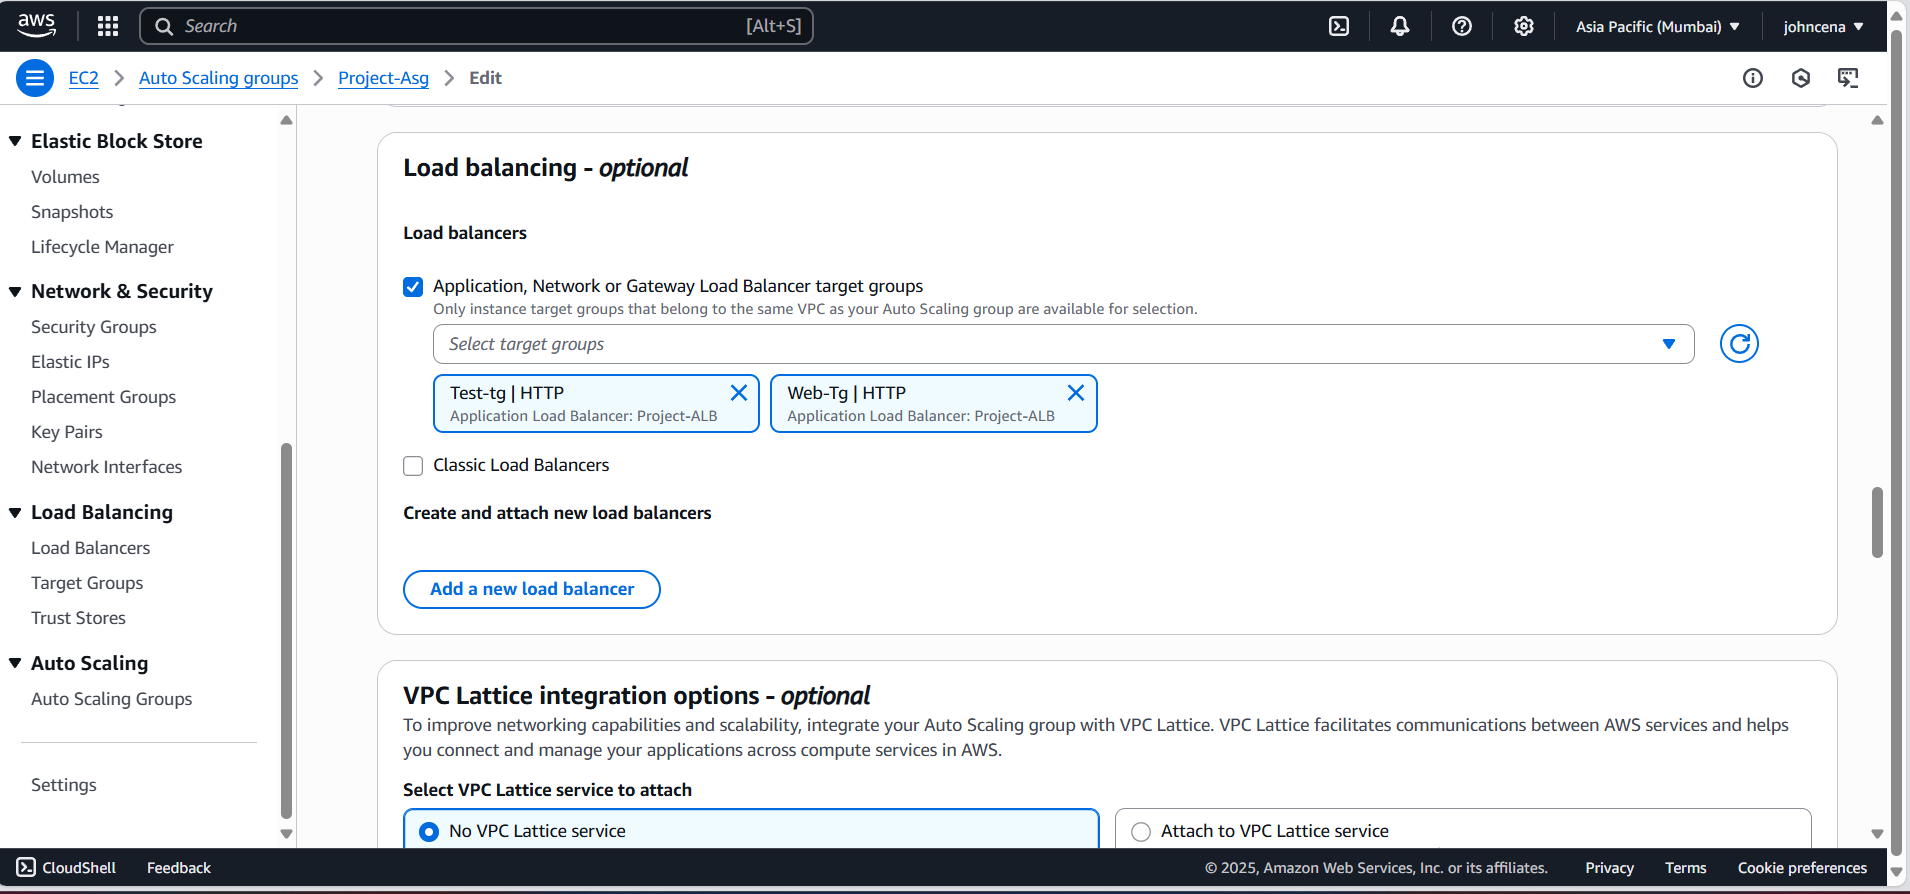 aws
Search
[Alt+S]
Asia Pacific (Mumbai)
johncena
EC2
Auto Scaling groups
Project-Asg
Edit
Elastic Block Store
Volumes
Snapshots
Lifecycle Manager
Network & Security
Security Groups
Elastic IPs
Placement Groups
Key Pairs
Network Interfaces
Load Balancing
Load Balancers
Target Groups
Trust Stores
Auto Scaling
Auto Scaling Groups
Settings
Load balancing - optional
Load balancers
Application, Network or Gateway Load Balancer target groups
Only instance target groups that belong to the same VPC as your Auto Scaling group are available for selection.
Select target groups
Test-tg | HTTP
Application Load Balancer: Project-ALB
Web-Tg | HTTP
Application Load Balancer: Project-ALB
Classic Load Balancers
Create and attach new load balancers
Add a new load balancer
VPC Lattice integration options - optional
To improve networking capabilities and scalability, integrate your Auto Scaling group with VPC Lattice. VPC Lattice facilitates communications between AWS services and helps
you connect and manage your applications across compute services in AWS.
Select VPC Lattice service to attach
No VPC Lattice service
Attach to VPC Lattice service
CloudShell
Feedback
© 2025, Amazon Web Services, Inc. or its affiliates.
Privacy
Terms
Cookie preferences